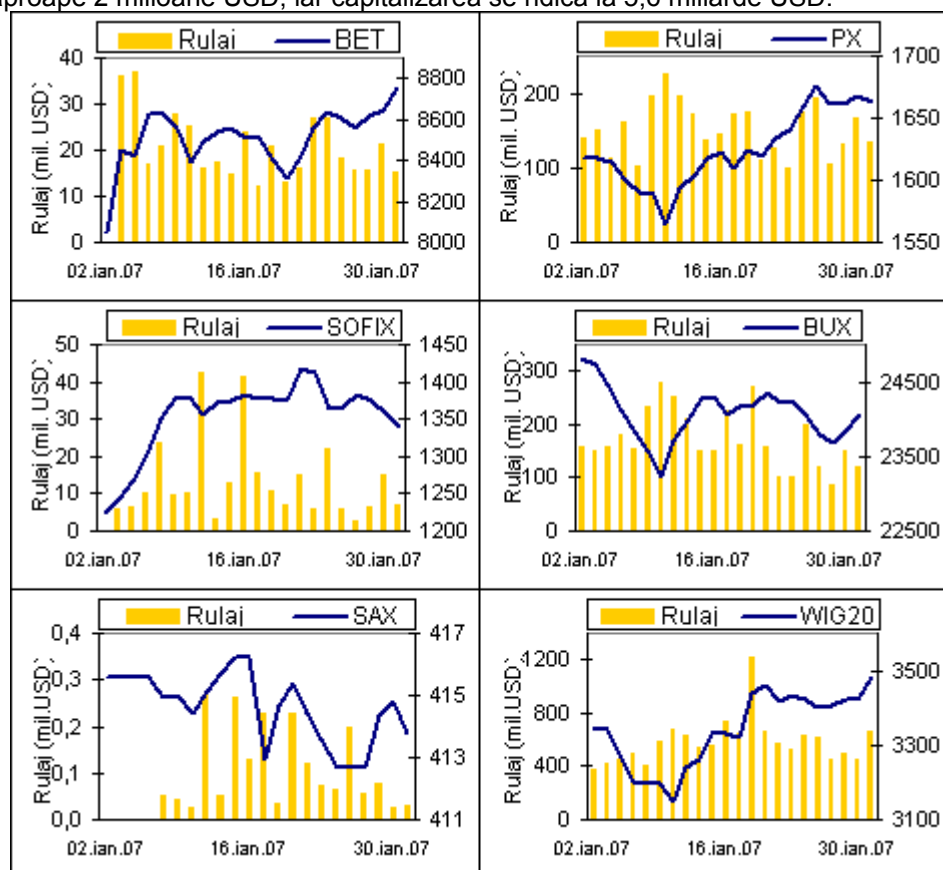 aproape 2 milioane USD, iar capitalizarea se ridică la 5,6 miliarde USD.
Rulaj BET
Rulaj (mil. USD)
40
30
20
10
0
8800
8600
8400
8200
8000
02.ian.07 16.ian.07 30.ian.07
Rulaj PX
Rulaj (mil. USD)
200
100
0
1700
1650
1600
1550
02.ian.07 16.ian.07 30.ian.07
Rulaj SOFIX
Rulaj (mil. USD)
50
40
30
20
10
0
1450
1400
1350
1300
1250
1200
02.ian.07 16.ian.07 30.ian.07
Rulaj BUX
Rulaj (mil. USD)
300
200
100
0
24500
23500
22500
02.ian.07 16.ian.07 30.ian.07
Rulaj SAX
Rulaj (mil.USD)
0,4
0,3
0,2
0,1
0,0
417
415
413
411
02.ian.07 16.ian.07 30.ian.07
Rulaj WIG20
Rulaj (mil.USD)
1200
800
400
0
3500
3300
3100
02.ian.07 16.ian.07 30.ian.07